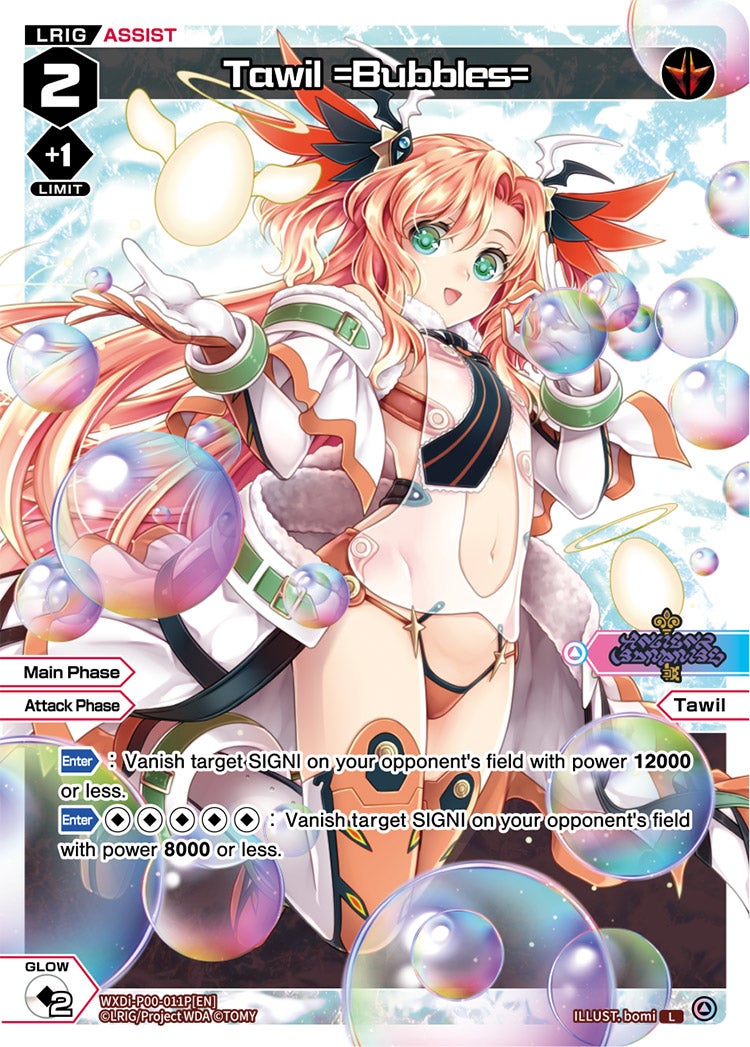 LRIG ASSIST
Tawil =Bubbles=
2
+1
LIMIT
Main Phase
Attack Phase
Tawil
Enter : Vanish target SIGNI on your opponent's field with power 12000
or less.
Enter ◆ ◆ ◆ ◆ ◆ : Vanish target SIGNI on your opponent's field
with power 8000 or less.
GLOW
◆2
WXDi-P00-011P[EN]
©LRIG/ProjectWDA ©TOMY
ILLUST. bomi L